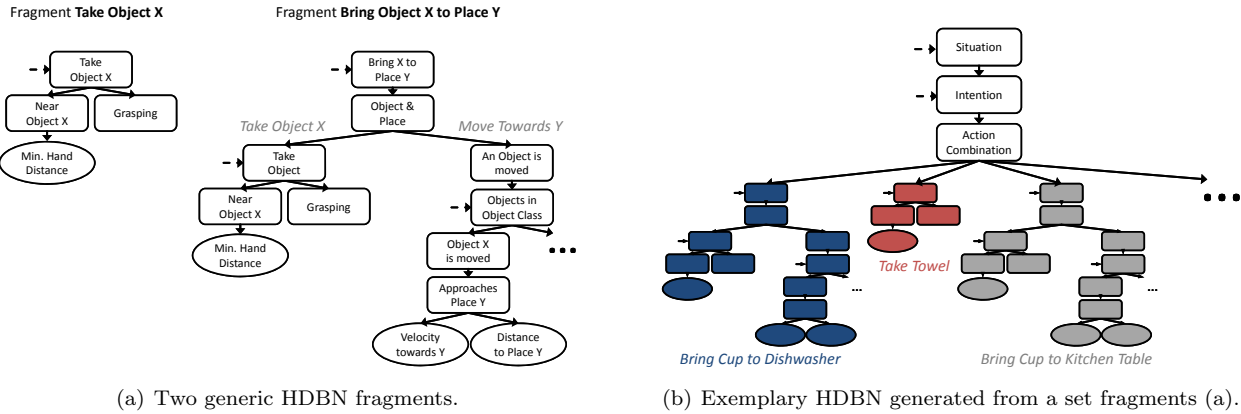 Fragment Take Object X
Take
Object X
Near
Object X
Grasping
Min. Hand
Distance
Fragment Bring Object X to Place Y
Bring X to
Place Y
Object &
Place
Take Object X
Move Towards Y
Take
Object
Near
Object X
Grasping
Min. Hand
Distance
An Object is
moved
Objects in
Object Class
Object X
is moved
...
Approaches
Place Y
Velocity
towards Y
Distance
to Place Y
(a) Two generic HDBN fragments.
Situation
Intention
Action
Combination
...
Take Towel
...
...
Bring Cup to Dishwasher
Bring Cup to Kitchen Table
(b) Exemplary HDBN generated from a set fragments (a).